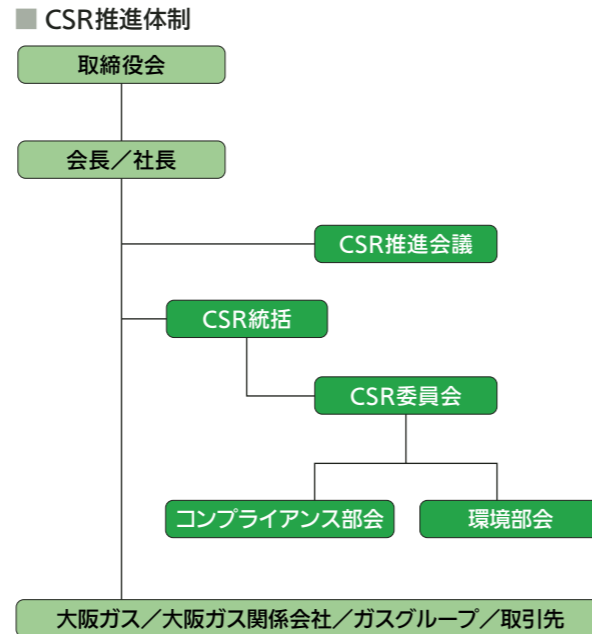 ■ CSR推進体制
取締役会
会長／社長
CSR推進会議
CSR統括
CSR委員会
コンプライアンス部会
環境部会
大阪ガス／大阪ガス関係会社／ガスグループ／取引先